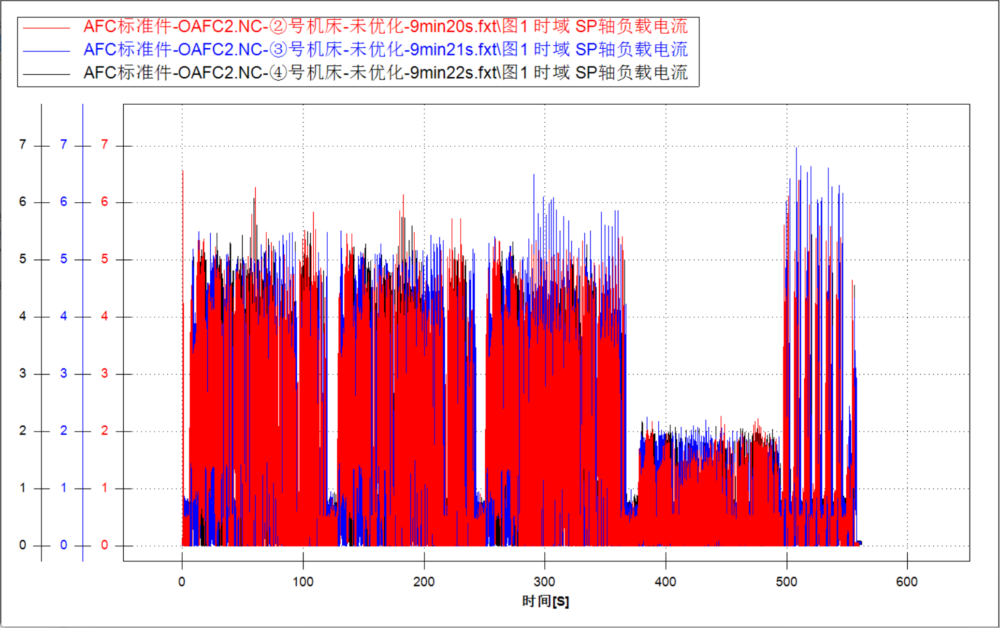 AFC标准件-OAFC2.NC-②号机床-未优化-9min20s.fxt\图1 时域 SP轴负载电流
AFC标准件-OAFC2.NC-③号机床-未优化-9min21s.fxt\图1 时域 SP轴负载电流
AFC标准件-OAFC2.NC-④号机床-未优化-9min22s.fxt\图1 时域 SP轴负载电流
7 7 7
6 6 6
5 5 5
4 4 4
3 3 3
2 2 2
1 1 1
0 0 0
0 100 200 300 400 500 600
时间[S]